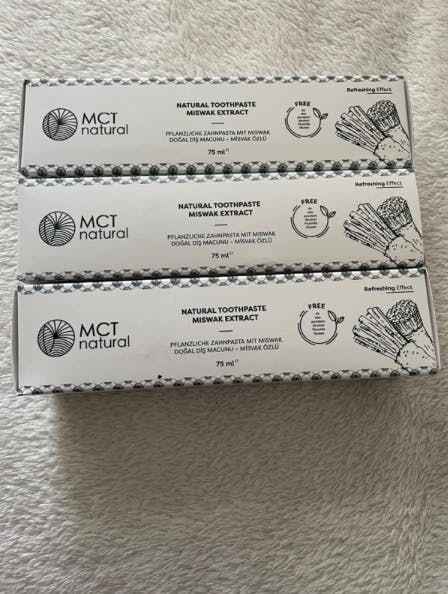 Refreshing Effect.
MCT
natural
NATURAL TOOTHPASTE
MISWAK EXTRACT
PFLANZLICHE ZAHNPASTA MIT MISWAK
DOĞAL DİŞ MACUNU – MİSVAK ÖZLÜ
75 ml
FREE
Refreshing Effect.
MCT
natural
NATURAL TOOTHPASTE
MISWAK EXTRACT
PFLANZLICHE ZAHNPASTA MIT MISWAK
DOĞAL DİŞ MACUNU – MİSVAK ÖZLÜ
75 ml
FREE
Refreshing Effect.
MCT
natural
NATURAL TOOTHPASTE
MISWAK EXTRACT
PFLANZLICHE ZAHNPASTA MIT MISWAK
DOĞAL DİŞ MACUNU – MİSVAK ÖZLÜ
75 ml
FREE